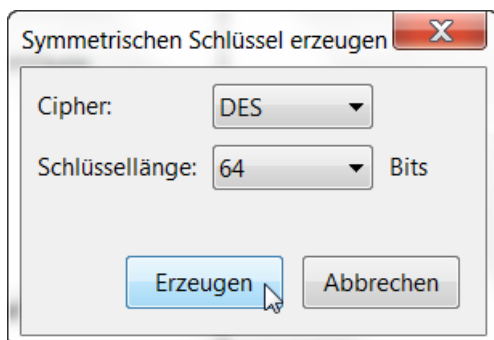 Symmetrischen Schlüssel erzeugen
Cipher: DES
Schlüssellänge: 64 Bits
Erzeugen Abbrechen